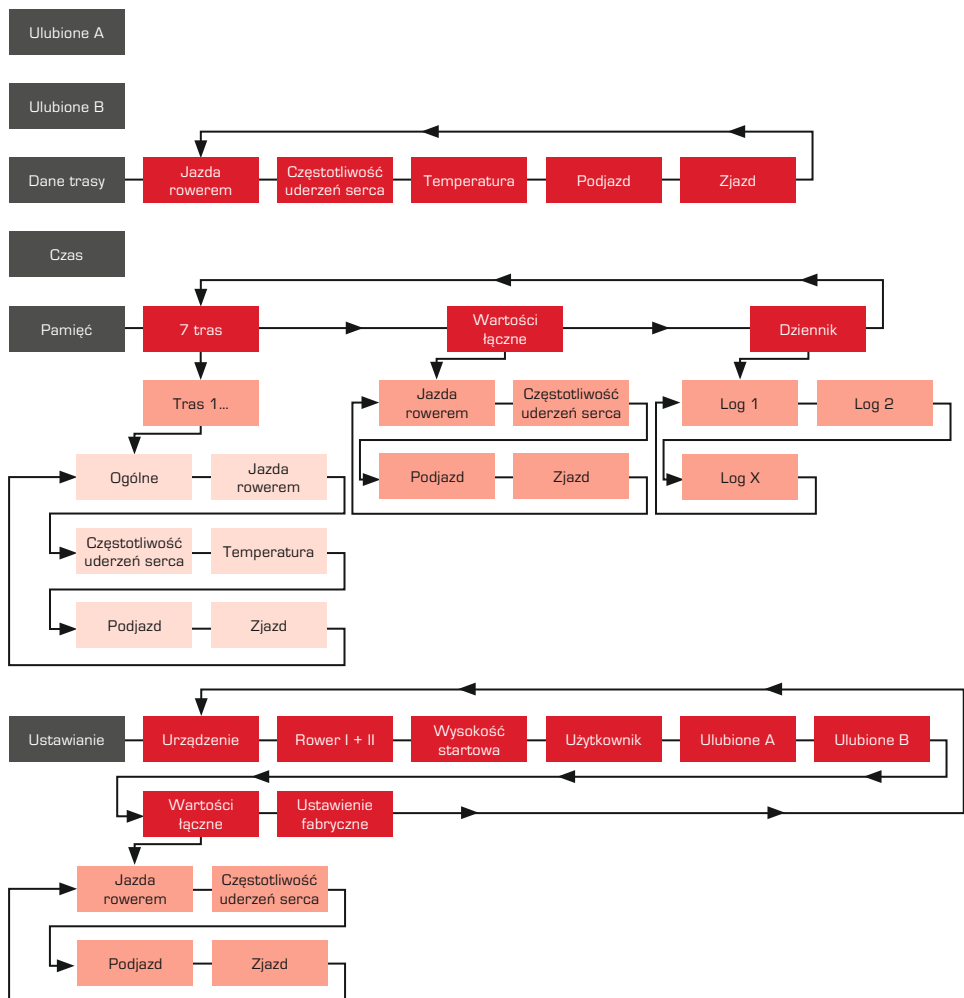 Ulubione A
Ulubione B
Dane trasy
Jazda
rowerem
Częstotliwość
uderzeń serca
Temperatura
Podjazd
Zjazd
Czas
Pamięć
7 tras
Wartości
łączne
Dziennik
Tras 1...
Jazda
rowerem
Częstotliwość
uderzeń serca
Log 1
Log 2
Ogólne
Jazda
rowerem
Podjazd
Zjazd
Log X
Częstotliwość
uderzeń serca
Temperatura
Podjazd
Zjazd
Ustawianie
Urządzenie
Rower I + II
Wysokość
startowa
Użytkownik
Ulubione A
Ulubione B
Wartości
łączne
Ustawienie
fabryczne
Jazda
rowerem
Częstotliwość
uderzeń serca
Podjazd
Zjazd